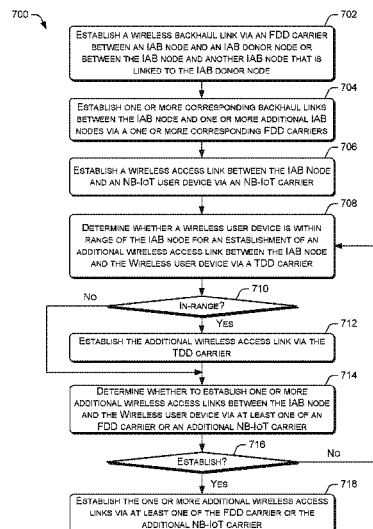 700
702
ESTABLISH A WIRELESS BACKHAUL LINK VIA AN FDD CARRIER
BETWEEN AN IAB NODE AND AN IAB DONOR NODE OR
BETWEEN THE IAB NODE AND ANOTHER IAB NODE THAT IS
LINKED TO THE IAB DONOR NODE
704
ESTABLISH ONE OR MORE CORRESPONDING BACKHAUL LINKS
BETWEEN THE IAB NODE AND ONE OR MORE ADDITIONAL IAB
NODES VIA A ONE OR MORE CORRESPONDING FDD CARRIERS
706
ESTABLISH A WIRELESS ACCESS LINK BETWEEN THE IAB NODE
AND AN NB-IOT USER DEVICE VIA AN NB-IOT CARRIER
708
DETERMINE WHETHER A WIRELESS USER DEVICE IS WITHIN
RANGE OF THE IAB NODE FOR AN ESTABLISHMENT OF AN
ADDITIONAL WIRELESS ACCESS LINK BETWEEN THE IAB NODE
AND THE WIRELESS USER DEVICE VIA A TDD CARRIER
710
NO
IN-RANGE?
YES
712
ESTABLISH THE ADDITIONAL WIRELESS ACCESS LINK VIA THE
TDD CARRIER
714
DETERMINE WHETHER TO ESTABLISH ONE OR MORE
ADDITIONAL WIRELESS ACCESS LINKS BETWEEN THE IAB NODE
AND THE WIRELESS USER DEVICE VIA AT LEAST ONE OF AN
FDD CARRIER OR AN ADDITIONAL NB-IOT CARRIER
716
NO
ESTABLISH?
YES
718
ESTABLISH THE ONE OR MORE ADDITIONAL WIRELESS ACCESS
LINKS VIA AT LEAST ONE OF THE FDD CARRIER OR THE
ADDITIONAL NB-IOT CARRIER